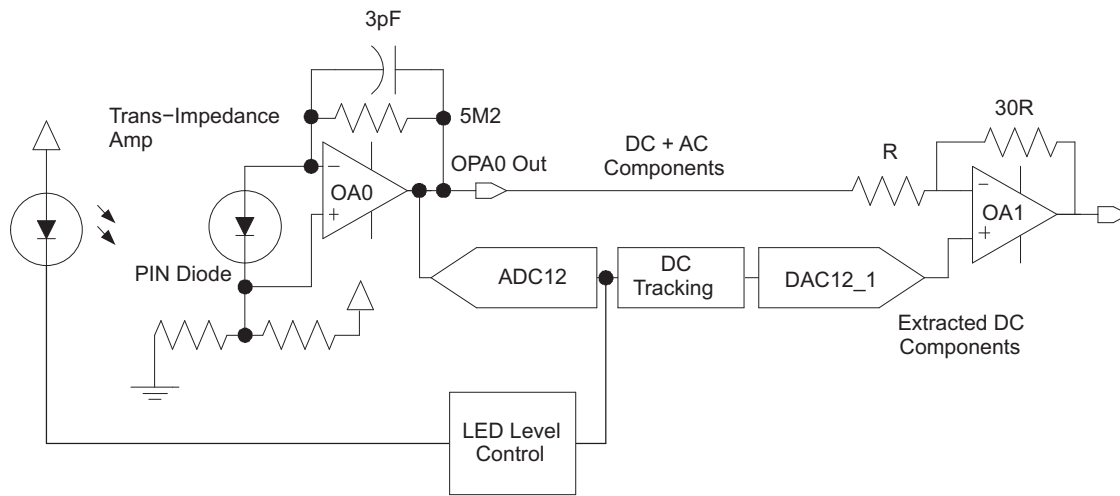 3pF
Trans−Impedance
Amp
5M2
OPA0 Out
DC + AC
Components
30R
R
−
OA0
+
−
OA1
+
PIN Diode
ADC12
DC
Tracking
DAC12_1
Extracted DC
Components
LED Level
Control